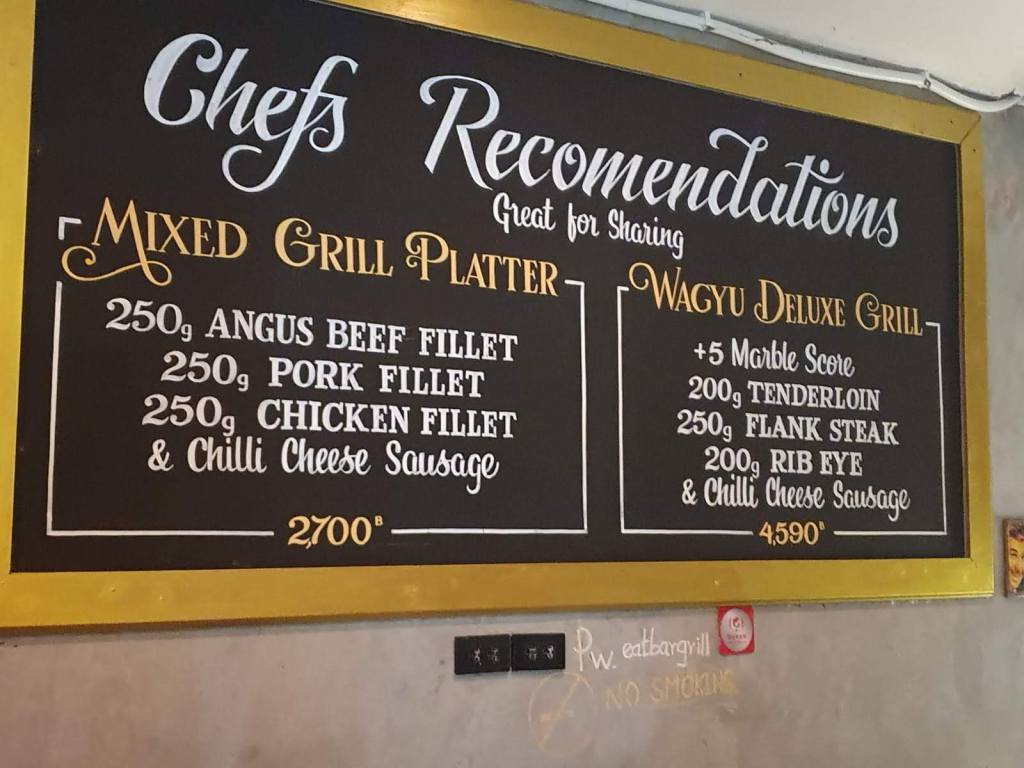 Chefs Recomendations
Great for Sharing
MIXED GRILL PLATTER
250g ANGUS BEEF FILLET
250g PORK FILLET
250g CHICKEN FILLET
& Chilli Cheese Sausage
2,700 B
WAGYU DELUXE GRILL
+5 Marble Score
200g TENDERLOIN
250g FLANK STEAK
200g RIB EYE
& Chilli Cheese Sausage
4,590 B
Pw. eatbargrill
NO SMOKING